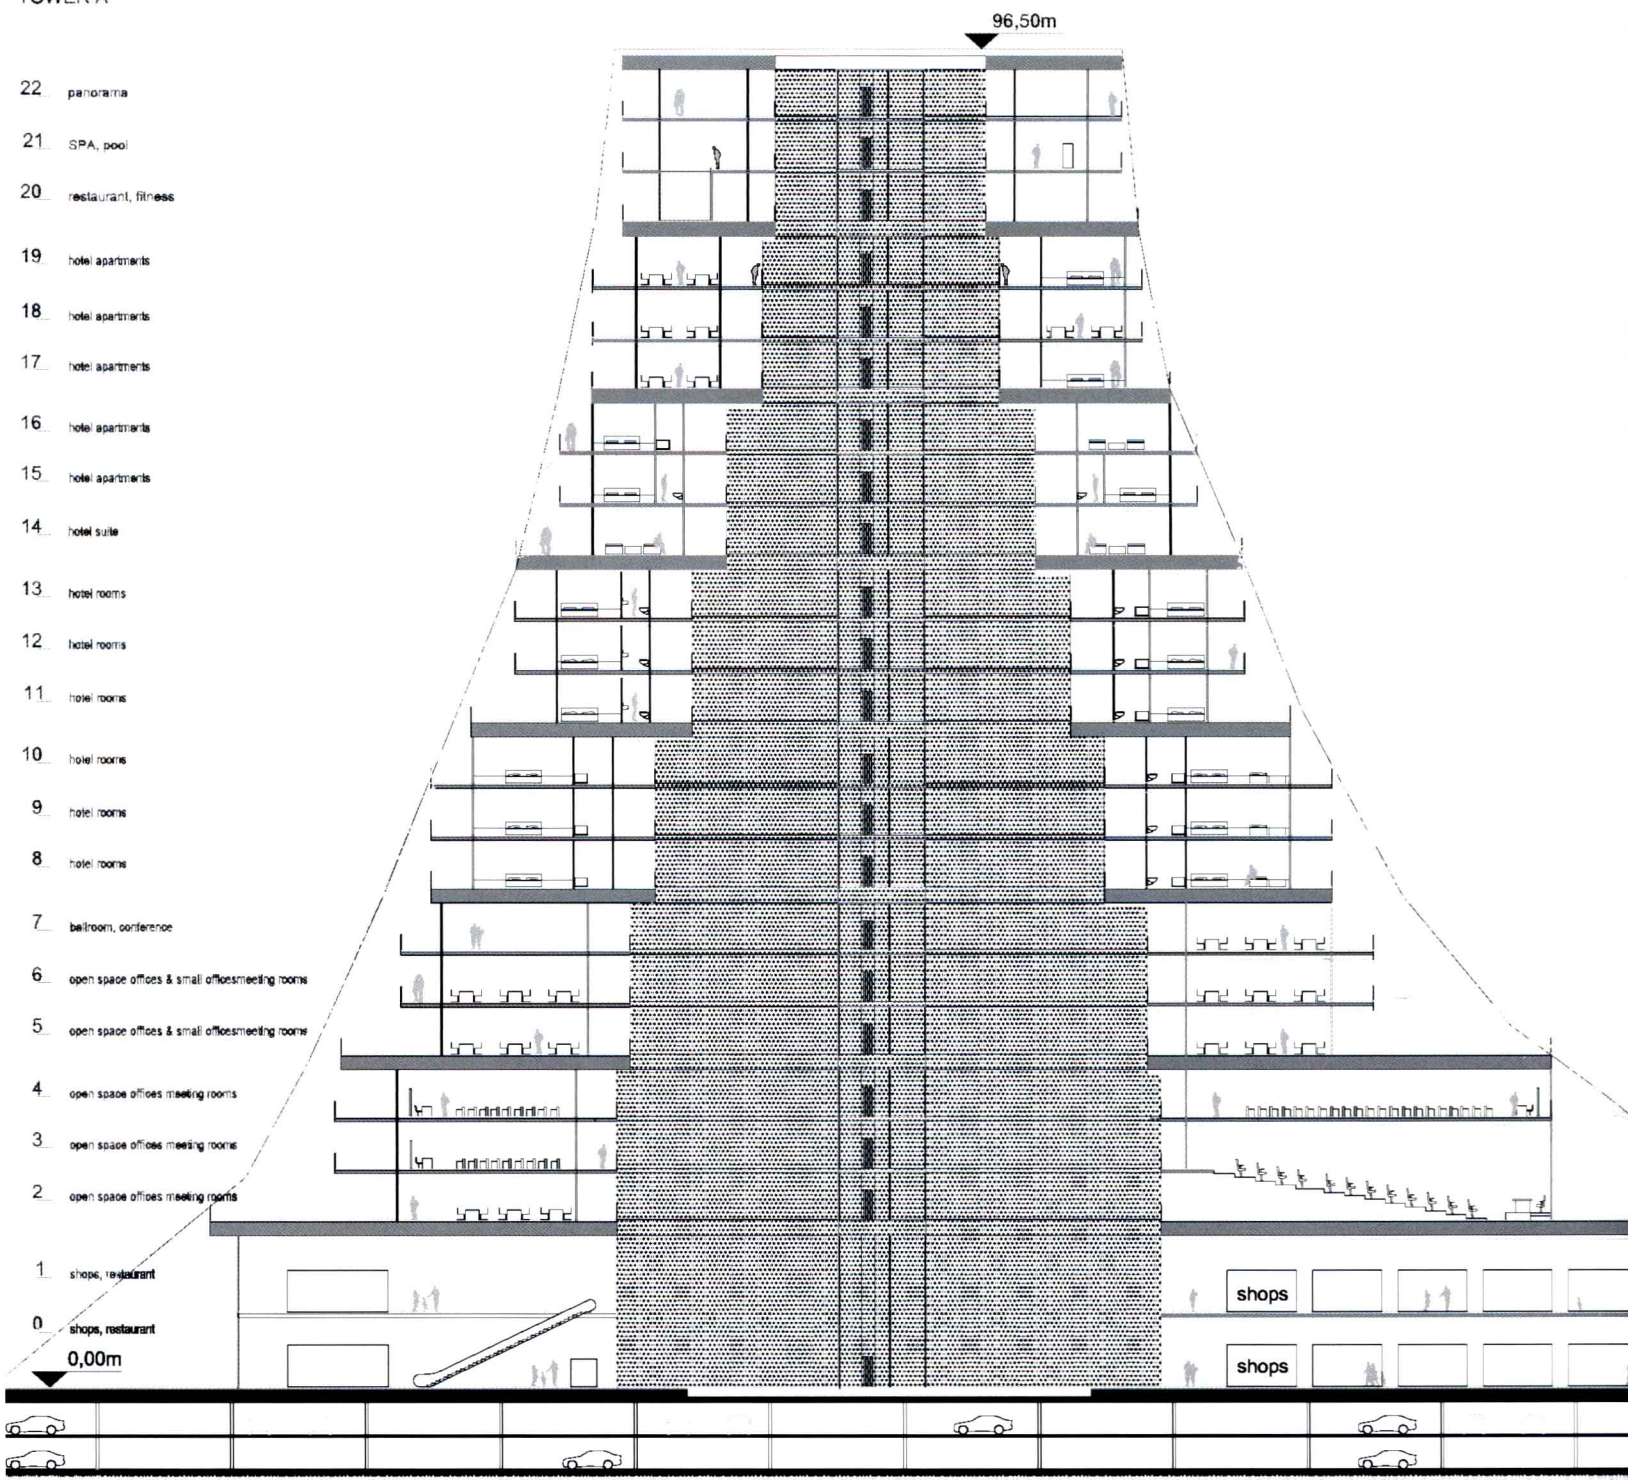 TOWER A
96,50m
22 panorama
21 SPA, pool
20 restaurant, fitness
19 hotel apartments
18 hotel apartments
17 hotel apartments
16 hotel apartments
15 hotel apartments
14 hotel suite
13 hotel rooms
12 hotel rooms
11 hotel rooms
10 hotel rooms
9 hotel rooms
8 hotel rooms
7 ballroom, conference
6 open space offices & small officesmeeting rooms
5 open space offices & small officesmeeting rooms
4 open space offices meeting rooms
3 open space offices meeting rooms
2 open space offices meeting rooms
1 shops, restaurant
shops
0 shops, restaurant
0,00m
shops